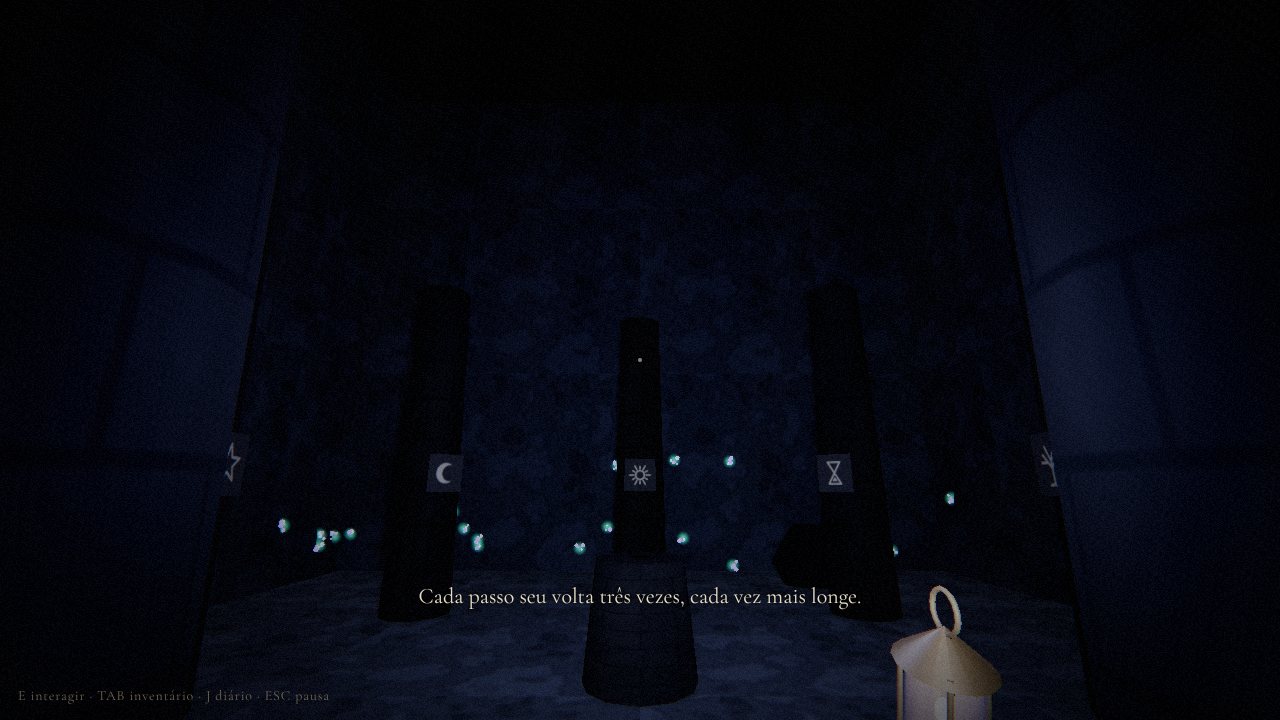 Cada passo seu volta três vezes, cada vez mais longe.
E interagir · TAB inventário · J diário · ESC pausa